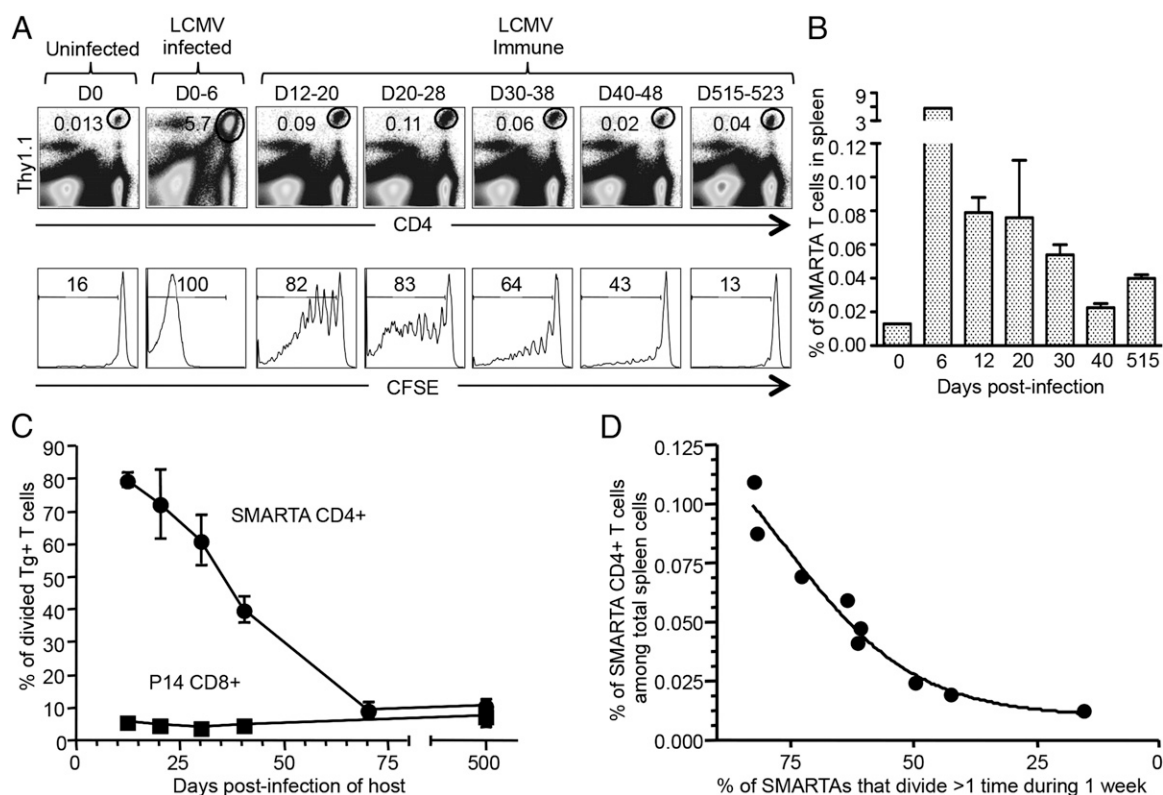 A
Uninfected
LCMV
infected
LCMV
Immune
D0 D0-6 D12-20 D20-28 D30-38 D40-48 D515-523
0.013 5.7 0.09 0.11 0.06 0.02 0.04
Thy1.1
CD4
16 100 82 83 64 43 13
CFSE
B
% of SMARTA T cells in spleen
9
6
3
0.12
0.10
0.08
0.06
0.04
0.02
0.00
0 6 12 20 30 40 515
Days post-infection
C
% of divided Tg+ T cells
90
80
70
60
50
40
30
20
10
0
SMARTA CD4+
P14 CD8+
0 25 50 75 500
Days post-infection of host
D
% of SMARTA CD4+ T cells
among total spleen cells
0.125
0.100
0.075
0.050
0.025
0.000
75 50 25 0
% of SMARTAs that divide >1 time during 1 week